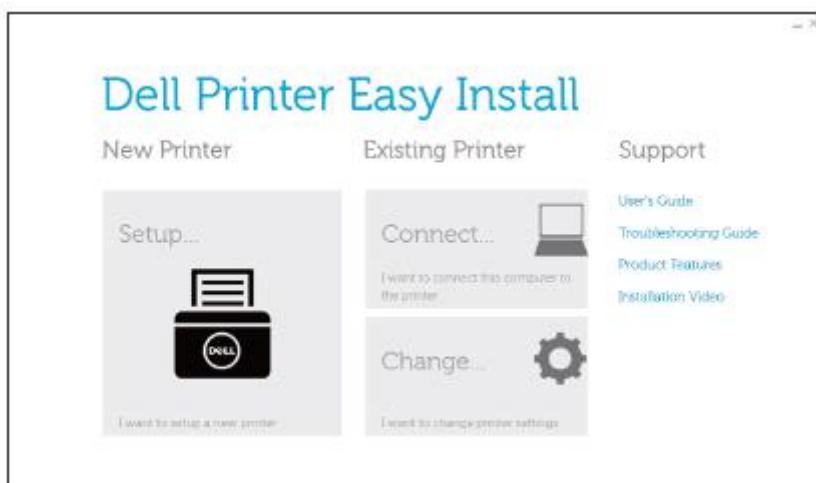 Dell Printer Easy Install
New Printer
Setup...
DELL
I want to setup a new printer
Existing Printer
Connect...
I want to connect this computer to
the printer
Change...
I want to change printer settings
Support
User's Guide
Troubleshooting Guide
Product Features
Installation Video